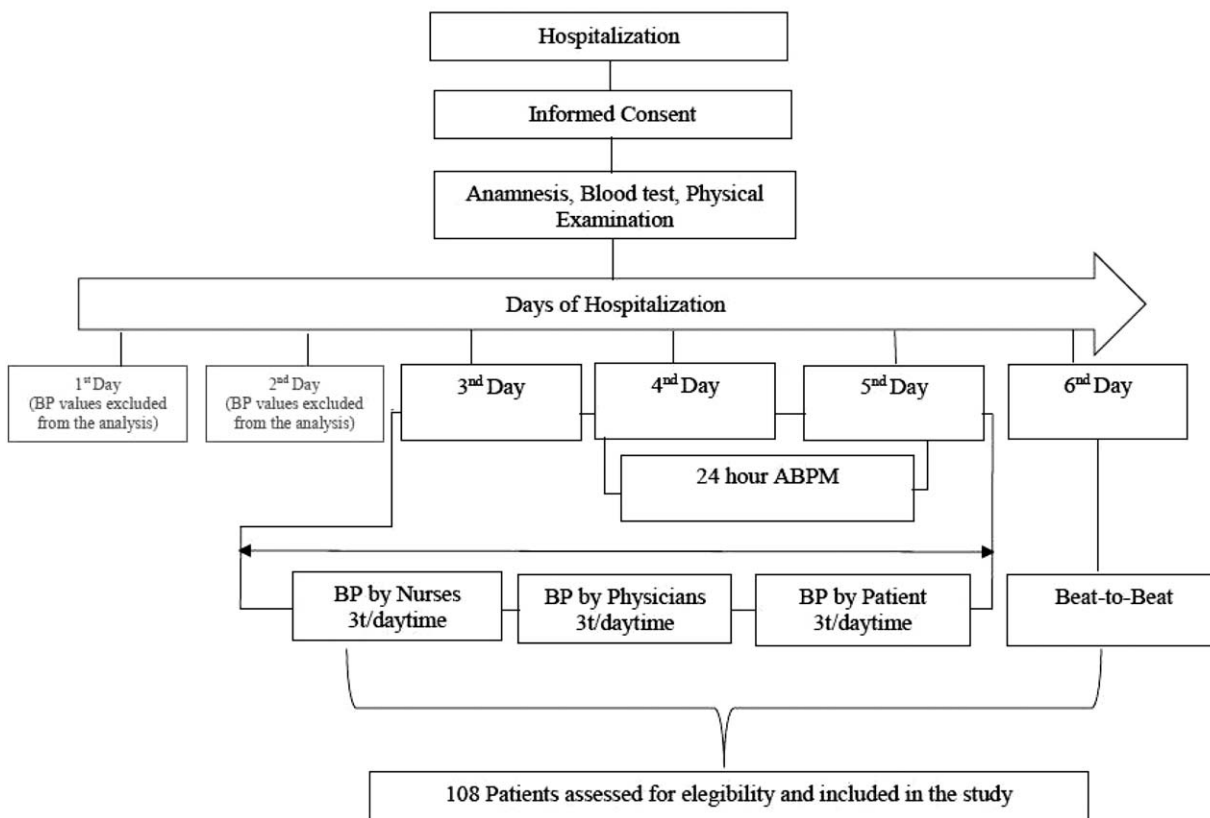 Hospitalization
Informed Consent
Anamnesis, Blood test, Physical
Examination
Days of Hospitalization
1st Day
(BP values excluded
from the analysis)
2nd Day
(BP values excluded
from the analysis)
3nd Day
4nd Day
5nd Day
6nd Day
24 hour ABPM
BP by Nurses
3t/daytime
BP by Physicians
3t/daytime
BP by Patient
3t/daytime
Beat-to-Beat
108 Patients assessed for elegibility and included in the study